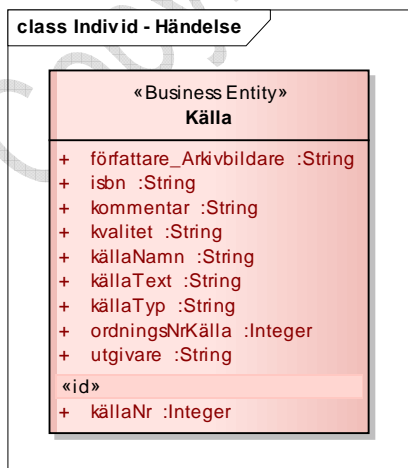 class Individ - Händelse
«Business Entity»
Källa
+ författare_Arkivbildare :String
+ isbn :String
+ kommentar :String
+ kvalitet :String
+ källaNamn :String
+ källaText :String
+ källaTyp :String
+ ordningsNrKälla :Integer
+ utgivare :String
«id»
+ källaNr :Integer